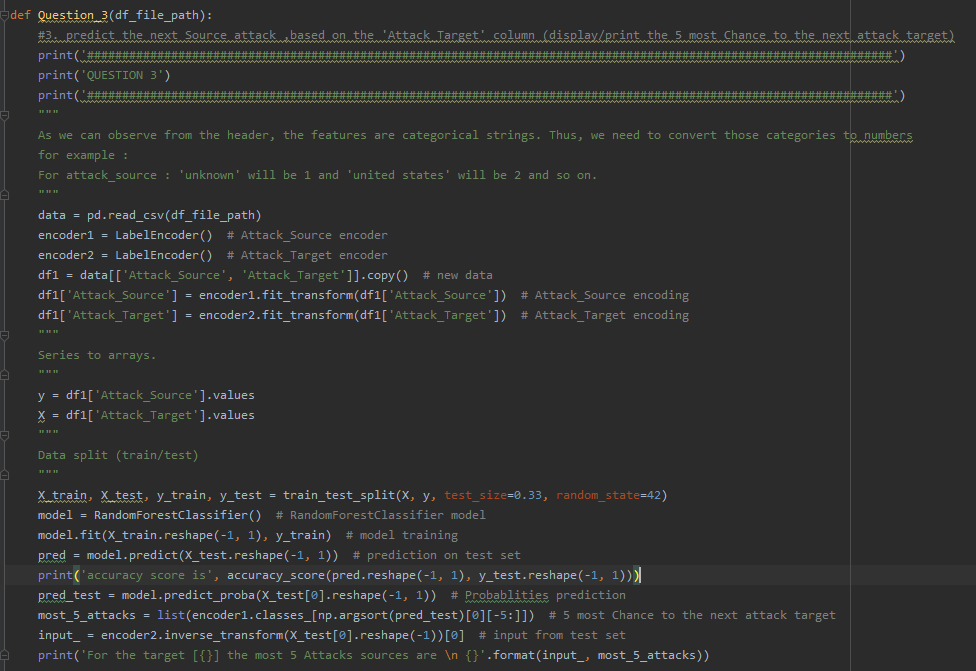 def Question_3(df_file_path):
#3. predict the next Source attack ,based on the 'Attack_Target' column (display/print the 5 most Chance to the next attack target)
print('###################################################################################################################')
print('QUESTION 3')
print('###################################################################################################################')
"""
As we can observe from the header, the features are categorical strings. Thus, we need to convert those categories to numbers
for example :
For attack_source : 'unknown' will be 1 and 'united states' will be 2 and so on.
"""
data = pd.read_csv(df_file_path)
encoder1 = LabelEncoder()  # Attack_Source encoder
encoder2 = LabelEncoder()  # Attack_Target encoder
df1 = data[['Attack_Source', 'Attack_Target']].copy()  # new data
df1['Attack_Source'] = encoder1.fit_transform(df1['Attack_Source'])  # Attack_Source encoding
df1['Attack_Target'] = encoder2.fit_transform(df1['Attack_Target'])  # Attack_Target encoding
"""
Series to arrays.
"""
y = df1['Attack_Source'].values
X = df1['Attack_Target'].values
"""
Data split (train/test)
"""
X_train, X_test, y_train, y_test = train_test_split(X, y, test_size=0.33, random_state=42)
model = RandomForestClassifier()  # RandomForestClassifier model
model.fit(X_train.reshape(-1, 1), y_train)  # model training
pred = model.predict(X_test.reshape(-1, 1))  # prediction on test set
print('accuracy score is', accuracy_score(pred.reshape(-1, 1), y_test.reshape(-1, 1)))
pred_test = model.predict_proba(X_test[0].reshape(-1, 1))  # Probablities prediction
most_5_attacks = list(encoder1.classes_[np.argsort(pred_test)[0][-5:]])  # 5 most Chance to the next attack target
input_ = encoder2.inverse_transform(X_test[0].reshape(-1))[0]  # input from test set
print('For the target [{}] the most 5 Attacks sources are \n {}'.format(input_, most_5_attacks))